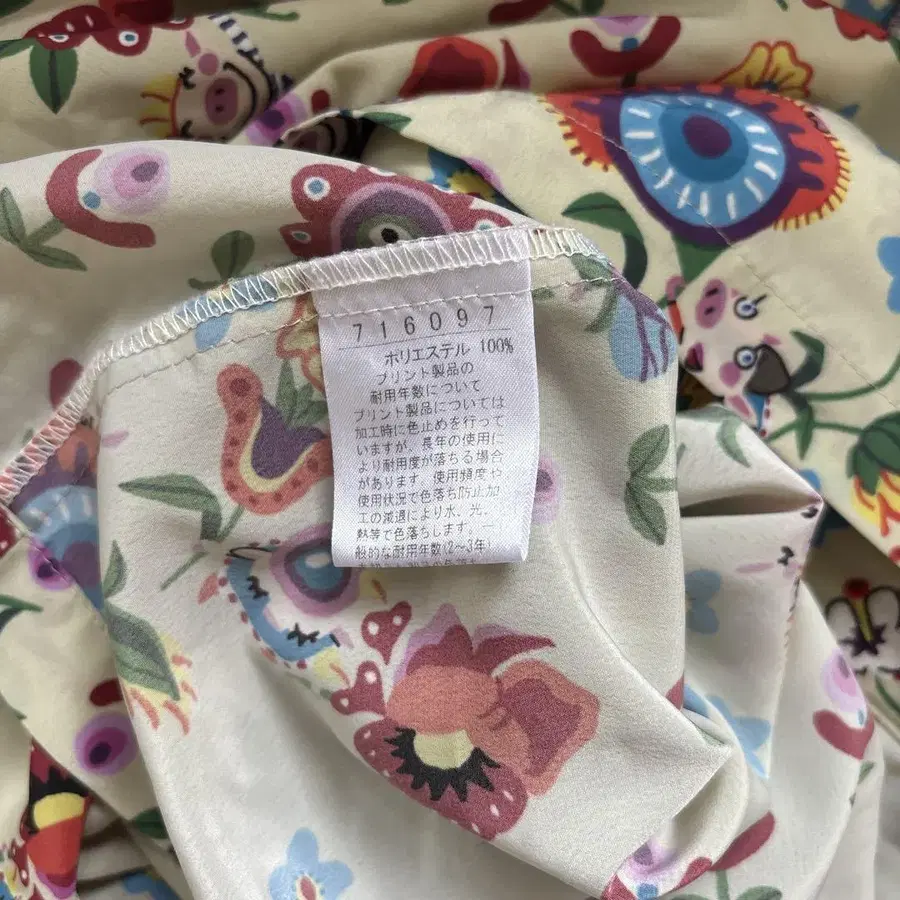 716097
ポリエステル 100%
プリント製品の
耐用年数について
プリント製品については
加工時に色止めを行って
いますが、長年の使用に
より耐用度が落ちる場合
があります。使用頻度や
使用状況で色落ち防止加
工の減退により水、光、
熱等で色落ちします。一
般的な耐用年数(2〜3年)